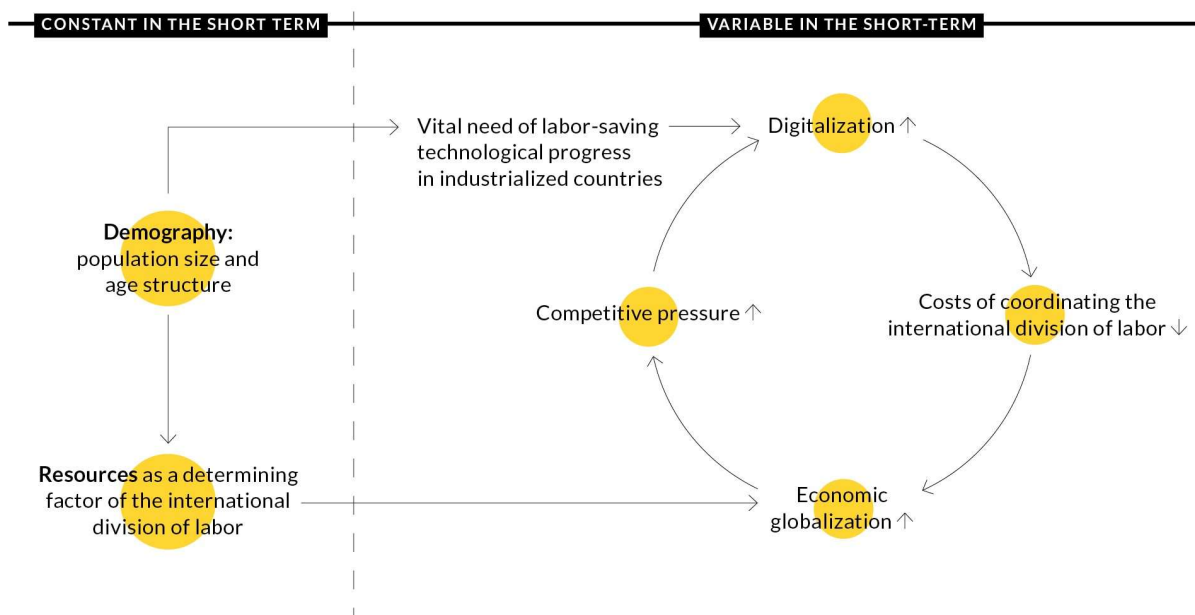 CONSTANT IN THE SHORT TERM
VARIABLE IN THE SHORT-TERM
Vital need of labor-saving
technological progress
in industrialized countries
Digitalization ↑
Demography:
population size and
age structure
Competitive pressure ↑
Costs of coordinating the
international division of labor ↓
Resources as a determining
factor of the international
division of labor
Economic
globalization ↑